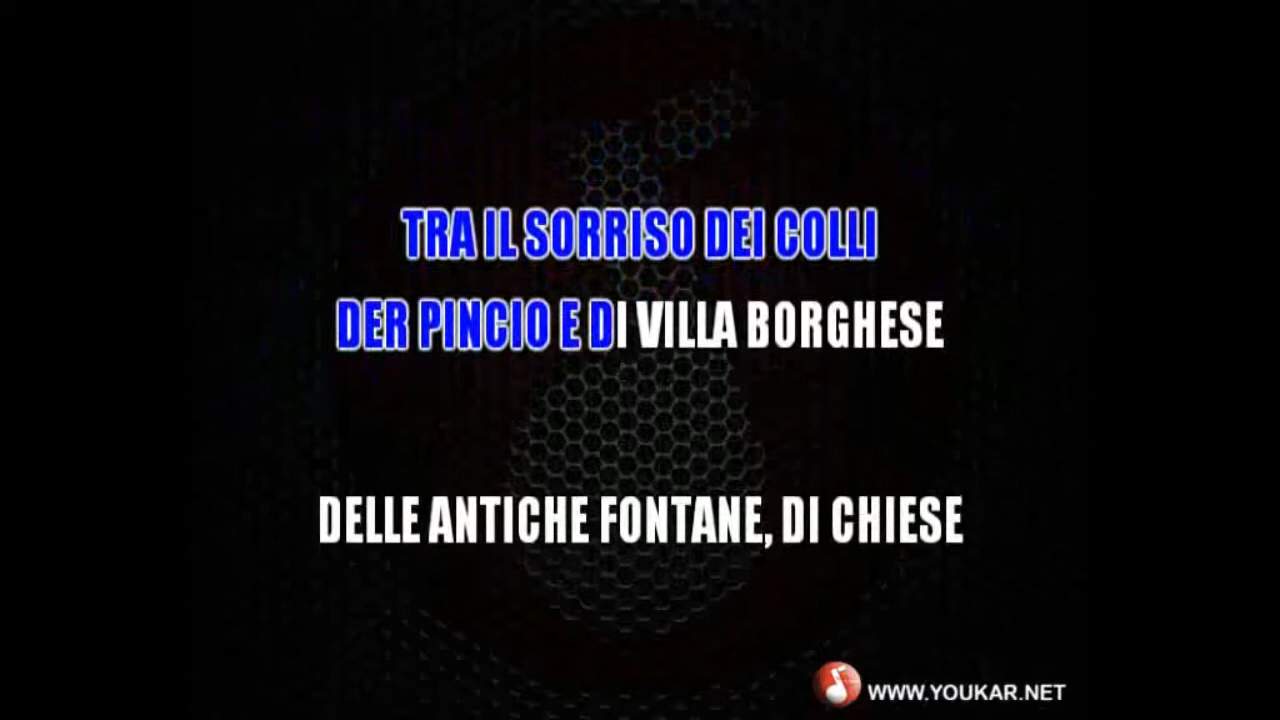 TRA IL SORRISO DEI COLLI
DER PINCIO E DI VILLA BORGHESE
DELLE ANTICHE FONTANE, DI CHIESE
WWW.YOUKAR.NET